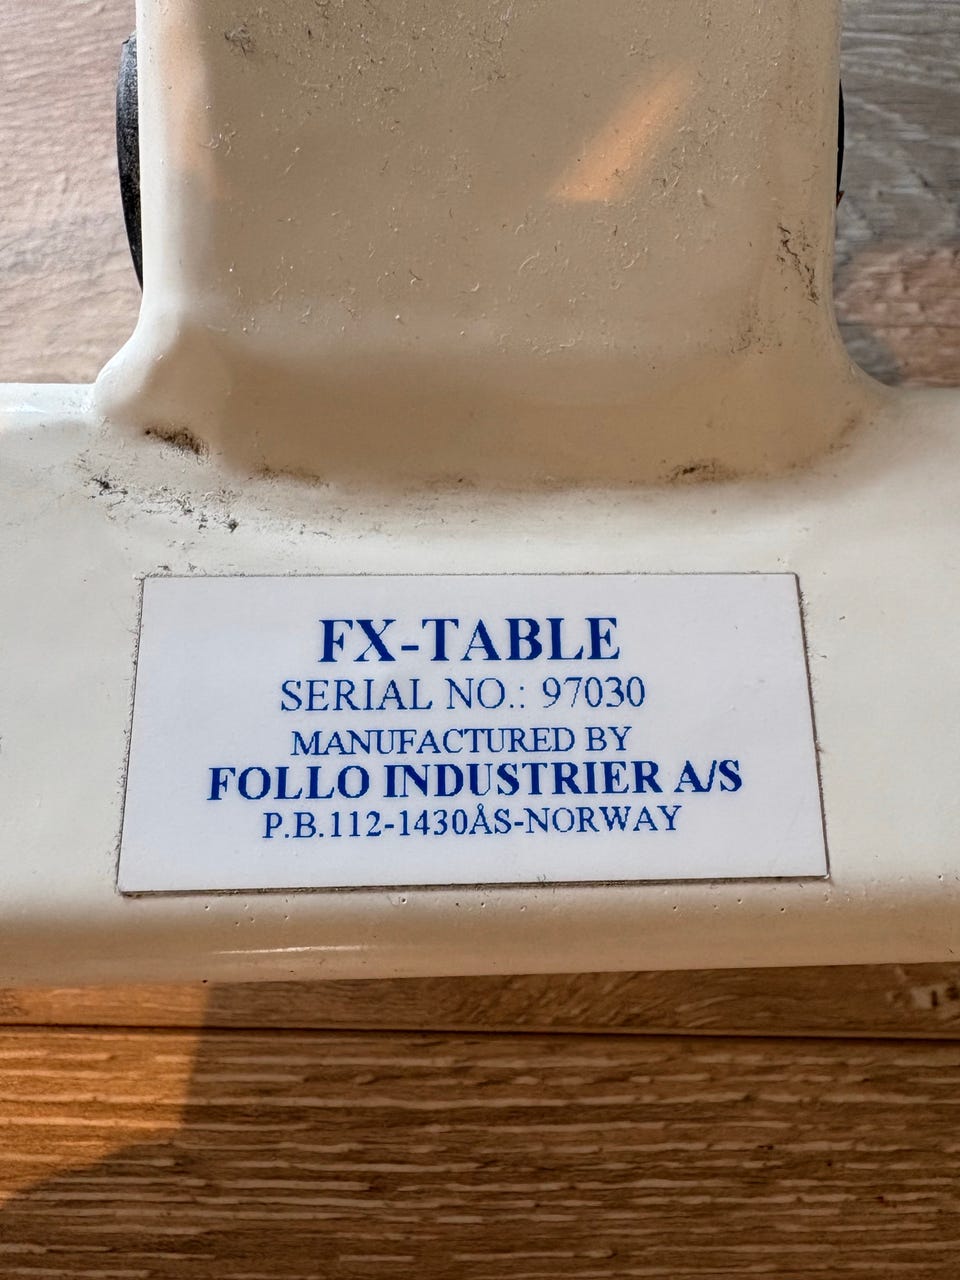 FX-TABLE
SERIAL NO.: 97030
MANUFACTURED BY
FOLLO INDUSTRIER A/S
P.B.112-1430ÅS-NORWAY